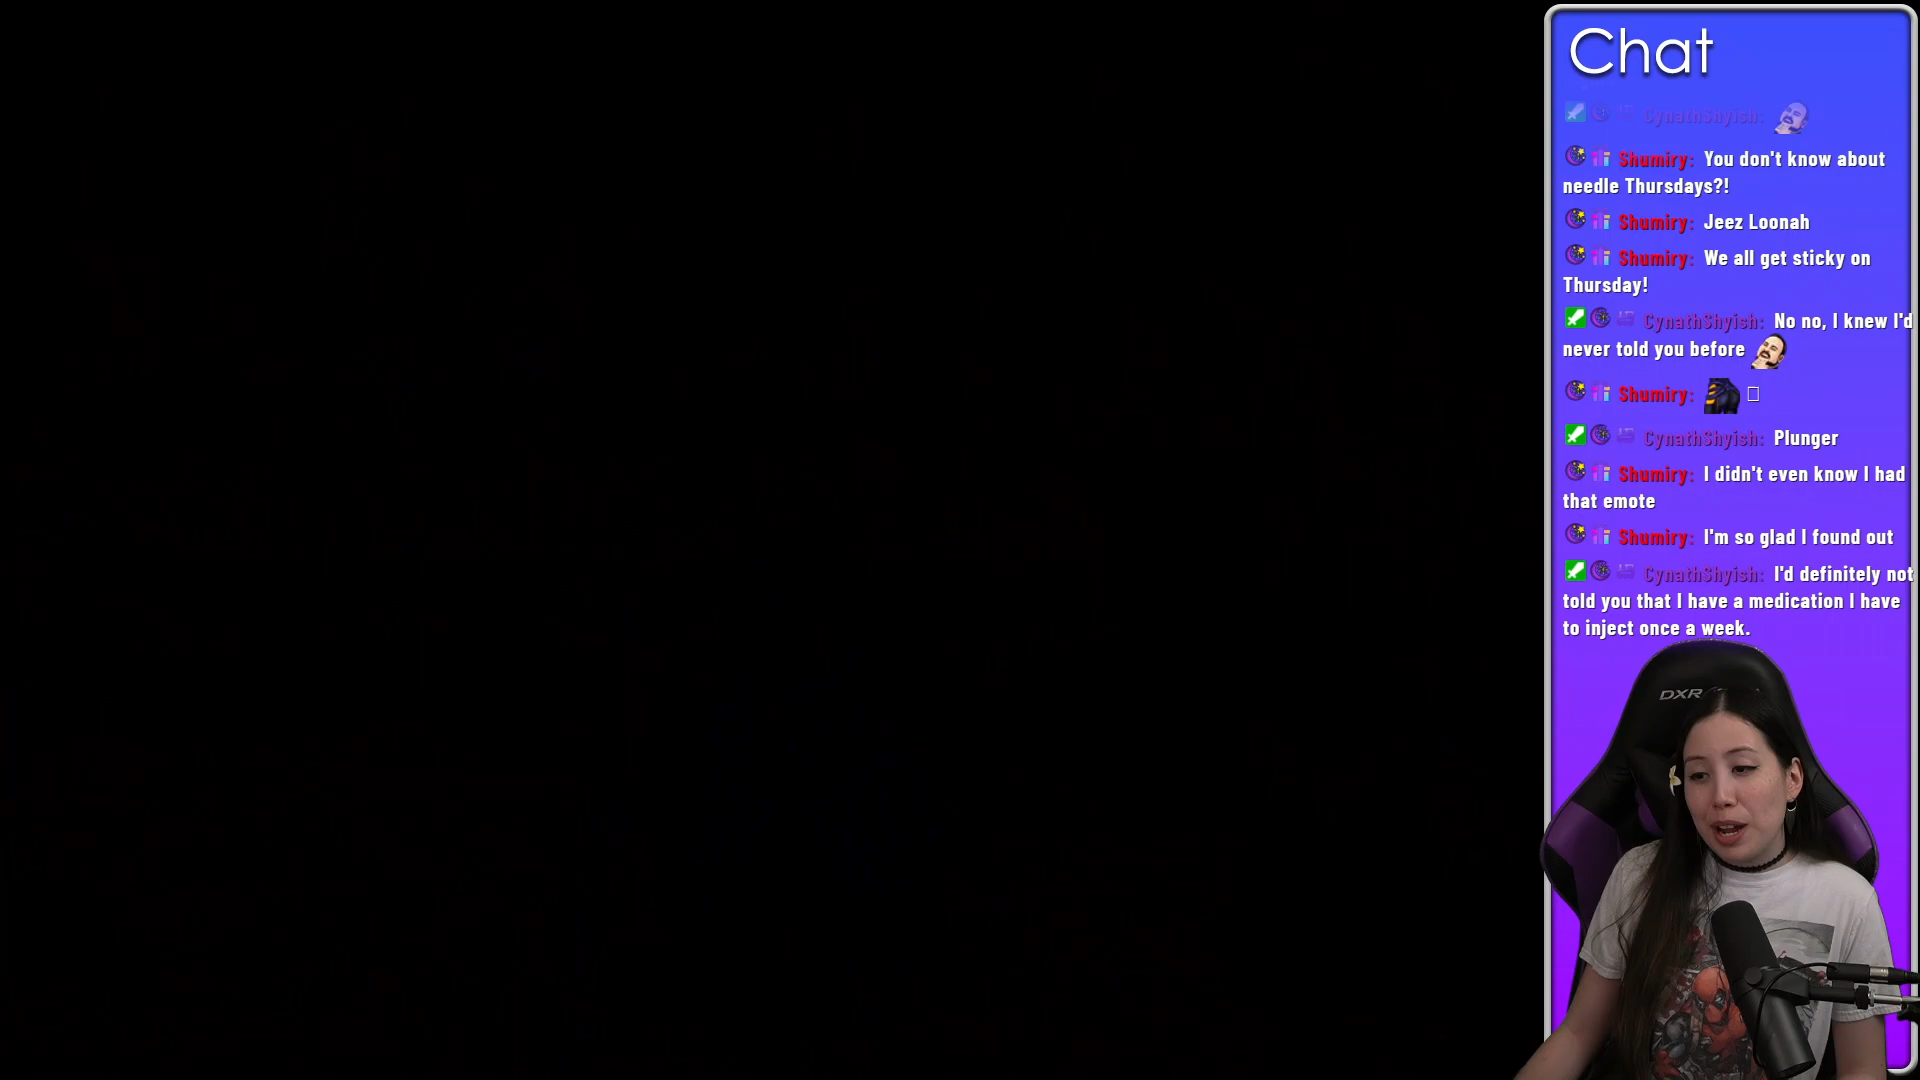 Chat
CynathShyish:
Shumiry: You don't know about
needle Thursdays?!
Shumiry: Jeez Loonah
Shumiry: We all get sticky on
Thursday!
CynathShyish: No no, I knew I'd
never told you before
Shumiry:
CynathShyish: Plunger
Shumiry: I didn't even know I had
that emote
Shumiry: I'm so glad I found out
CynathShyish: I'd definitely not
told you that I have a medication I have
to inject once a week.
DXR